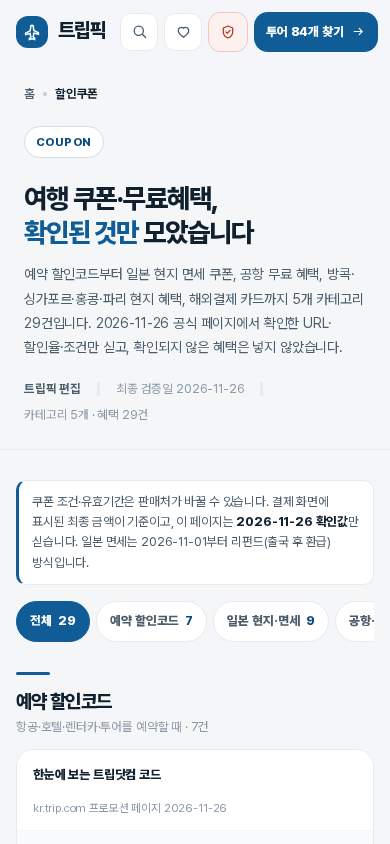 트립픽
투어 84개 찾기 →
홈 • 할인쿠폰
COUPON
여행 쿠폰·무료혜택,
확인된 것만 모았습니다
예약 할인코드부터 일본 현지 면세 쿠폰, 공항 무료 혜택, 방콕·
싱가포르·홍콩·파리 현지 혜택, 해외결제 카드까지 5개 카테고리
29건입니다. 2026-11-26 공식 페이지에서 확인한 URL·
할인율·조건만 싣고, 확인되지 않은 혜택은 넣지 않았습니다.
트립픽 편집 | 최종 검증일 2026-11-26 |
카테고리 5개 · 혜택 29건
쿠폰 조건·유효기간은 판매처가 바꿀 수 있습니다. 결제 화면에
표시된 최종 금액이 기준이고, 이 페이지는 2026-11-26 확인값만
싣습니다. 일본 면세는 2026-11-01부터 리펀드(출국 후 환급)
방식입니다.
전체 29 예약 할인코드 7 일본 현지·면세 9 공항·
예약 할인코드
항공·호텔·렌터카·투어를 예약할 때 · 7건
한눈에 보는 트립닷컴 코드
kr.trip.com 프로모션 페이지 2026-11-26